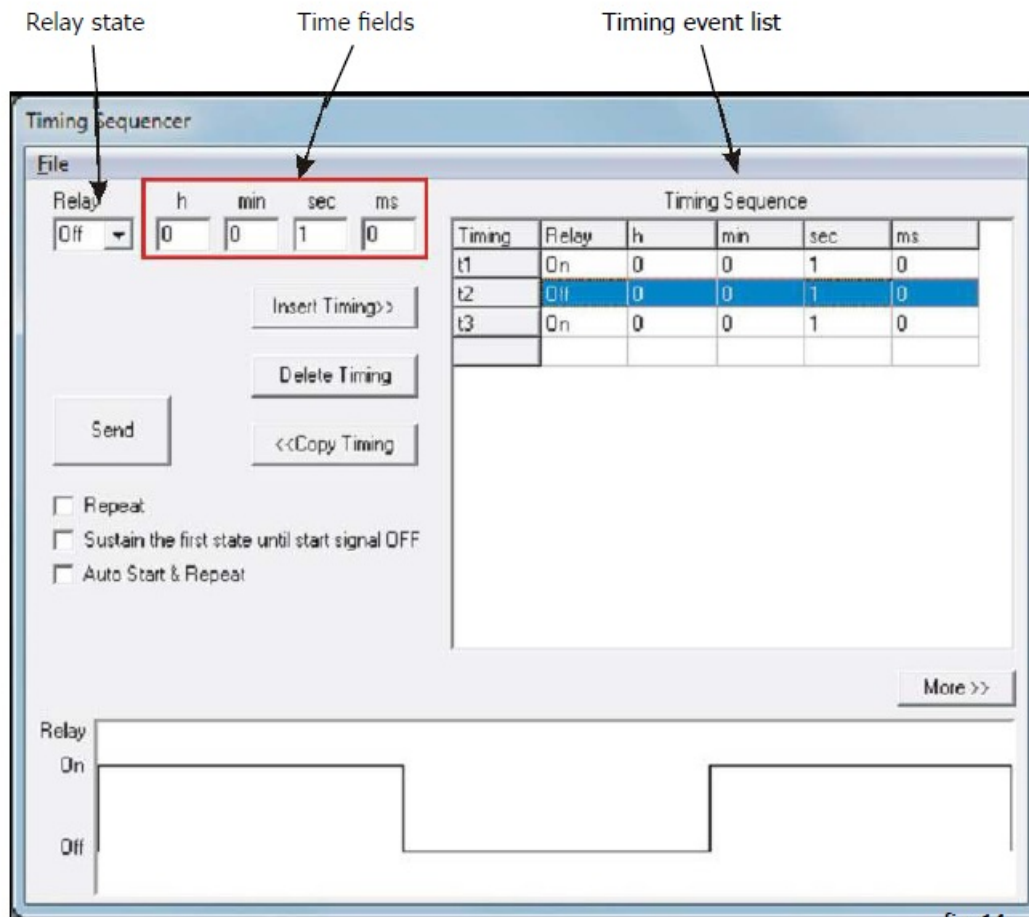 Relay state Time fields Timing event list
Timing Sequencer
File
Relay h min sec ms
Off 0 0 1 0
Insert Timing>>
Delete Timing
Send
<<Copy Timing
Repeat
Sustain the first state until start signal OFF
Auto Start & Repeat
Timing Sequence
Timing Relay h min sec ms
t1 On 0 0 1 0
t2 Off 0 0 1 0
t3 On 0 0 1 0
More >>
Relay
On
Off